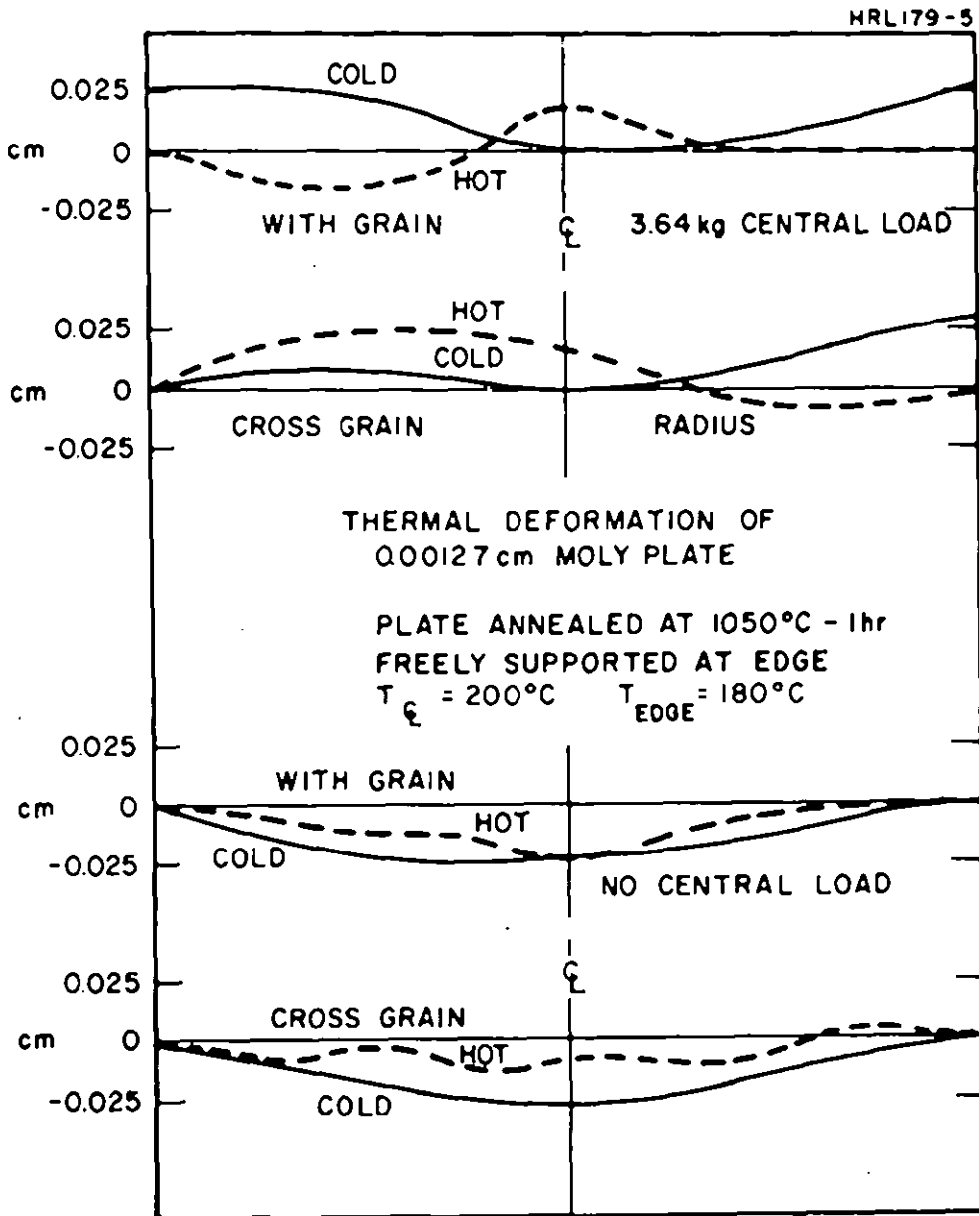 HRL179-5
0.025
COLD
cm 0
HOT
-0.025
WITH GRAIN
℄
3.64 kg CENTRAL LOAD
HOT
0.025
COLD
cm 0
CROSS GRAIN
RADIUS
-0.025
THERMAL DEFORMATION OF
0.00127 cm MOLY PLATE
PLATE ANNEALED AT 1050°C - 1hr
FREELY SUPPORTED AT EDGE
T℄ = 200°C TEDGE = 180°C
0.025
WITH GRAIN
cm 0
HOT
COLD
-0.025
NO CENTRAL LOAD
℄
0.025
CROSS GRAIN
cm 0
HOT
-0.025
COLD